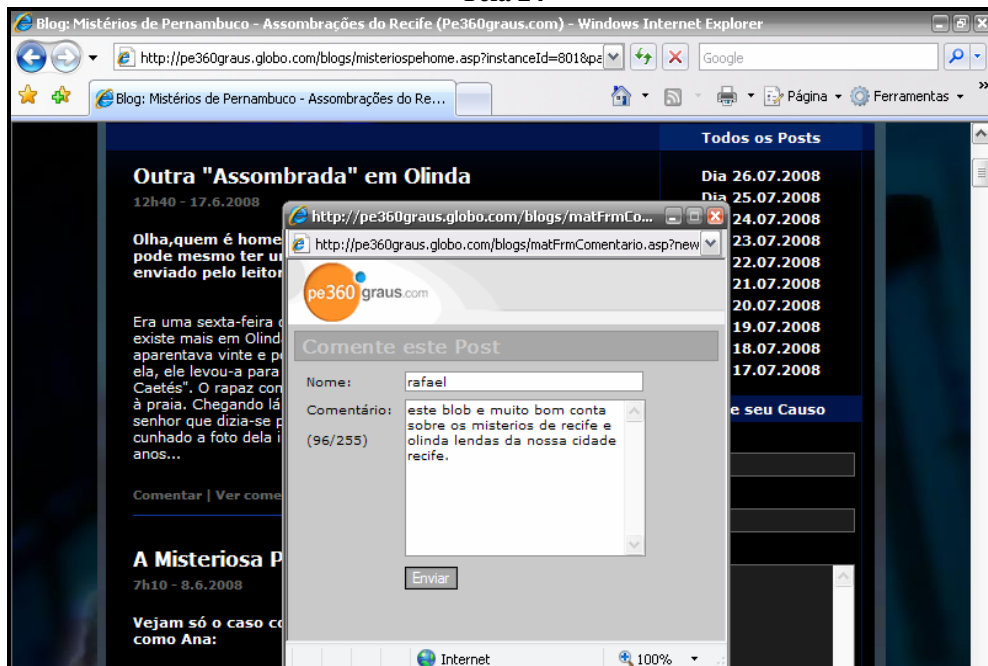 Blog: Mistérios de Pernambuco - Assombrações do Recife (Pe360graus.com) - Windows Internet Explorer
http://pe360graus.globo.com/blogs/misteriospehome.asp?instanceId=801&pa
Google
Blog: Mistérios de Pernambuco - Assombrações do Re...
Página
Ferramentas
Todos os Posts
Outra "Assombrada" em Olinda
12h40 - 17.6.2008
Olha,quem é home
pode mesmo ter u
enviado pelo leitor
Era uma sexta-feira
existe mais em Olind
aparentava vinte e p
ela, ele levou-a para
Caetés". O rapaz con
à praia. Chegando lá
senhor que dizia-se p
cunhado a foto dela i
anos...
Comentar | Ver come
A Misteriosa P
7h10 - 8.6.2008
Vejam só o caso co
como Ana:
http://pe360graus.globo.com/blogs/matFrmCo...
http://pe360graus.globo.com/blogs/matFrmComentario.asp?new
pe360graus.com
Comente este Post
Nome:
rafael
Comentário:
(96/255)
este blob e muito bom conta
sobre os misterios de recife e
olinda lendas da nossa cidade
recife.
Enviar
Internet
100%
Dia 26.07.2008
Dia 25.07.2008
24.07.2008
23.07.2008
22.07.2008
21.07.2008
20.07.2008
19.07.2008
18.07.2008
17.07.2008
e seu Causo